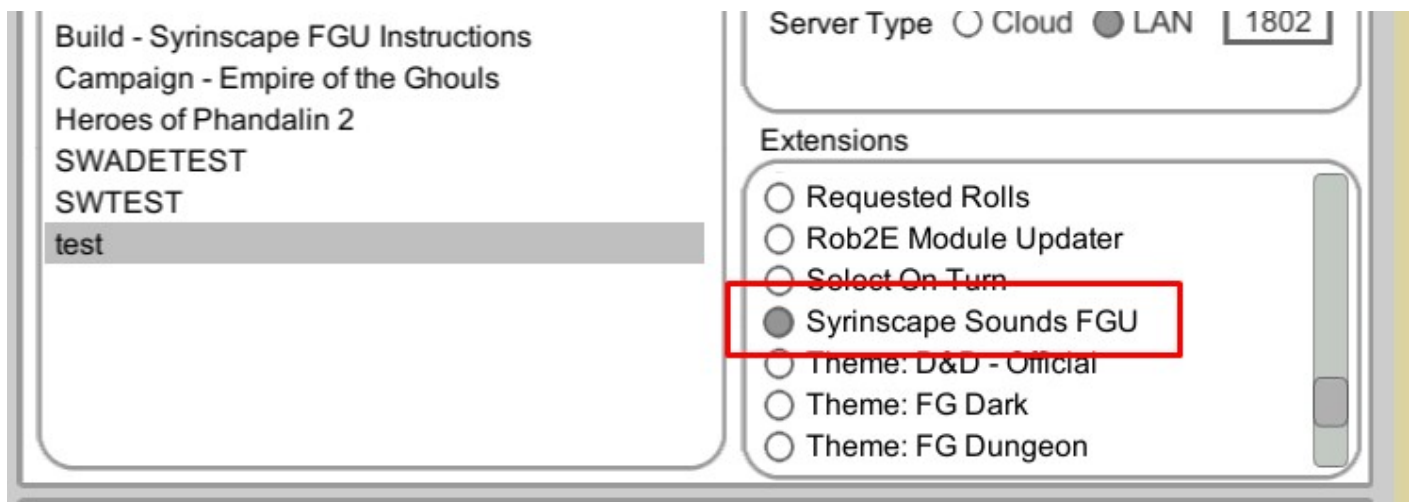 Build - Syrinscape FGU Instructions
Campaign - Empire of the Ghouls
Heroes of Phandalin 2
SWADETEST
SWTEST
test
Server Type Cloud LAN 1802
Extensions
Requested Rolls
Rob2E Module Updater
Select On Turn
Syrinscape Sounds FGU
Theme: D&D - Official
Theme: FG Dark
Theme: FG Dungeon